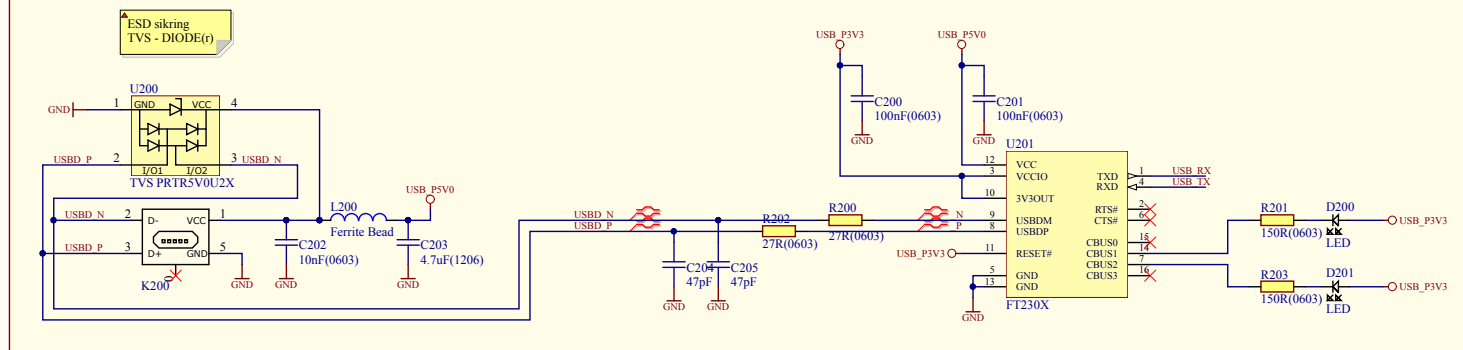 ESD sikring
TVS - DIODE(r)
U200
GND
1
GND
VCC
4
USBD_P
2
3
USBD_N
I/O1
I/O2
TVS PRTR5V0U2X
USBD_N
2
D-
VCC
1
USBD_P
3
D+
GND
5
0
K200
GND
C202
10nF(0603)
GND
L200
Ferrite Bead
USB_P5V0
C203
4.7uF(1206)
GND
USBD_N
USBD_P
C204
47pF
GND
C205
47pF
GND
R202
27R(0603)
R200
27R(0603)
N
P
USB_P3V3
C200
100nF(0603)
GND
USB_P5V0
C201
100nF(0603)
GND
U201
12
VCC
3
VCCIO
10
3V3OUT
9
USBDM
8
USBDP
USB_P3V3
11
RESET#
5
GND
13
GND
GND
FT230X
TXD
1
USB_RX
RXD
4
USB_TX
RTS#
2
CTS#
6
CBUS0
15
CBUS1
14
CBUS2
7
CBUS3
16
R201
150R(0603)
D200
LED
USB_P3V3
R203
150R(0603)
D201
LED
USB_P3V3